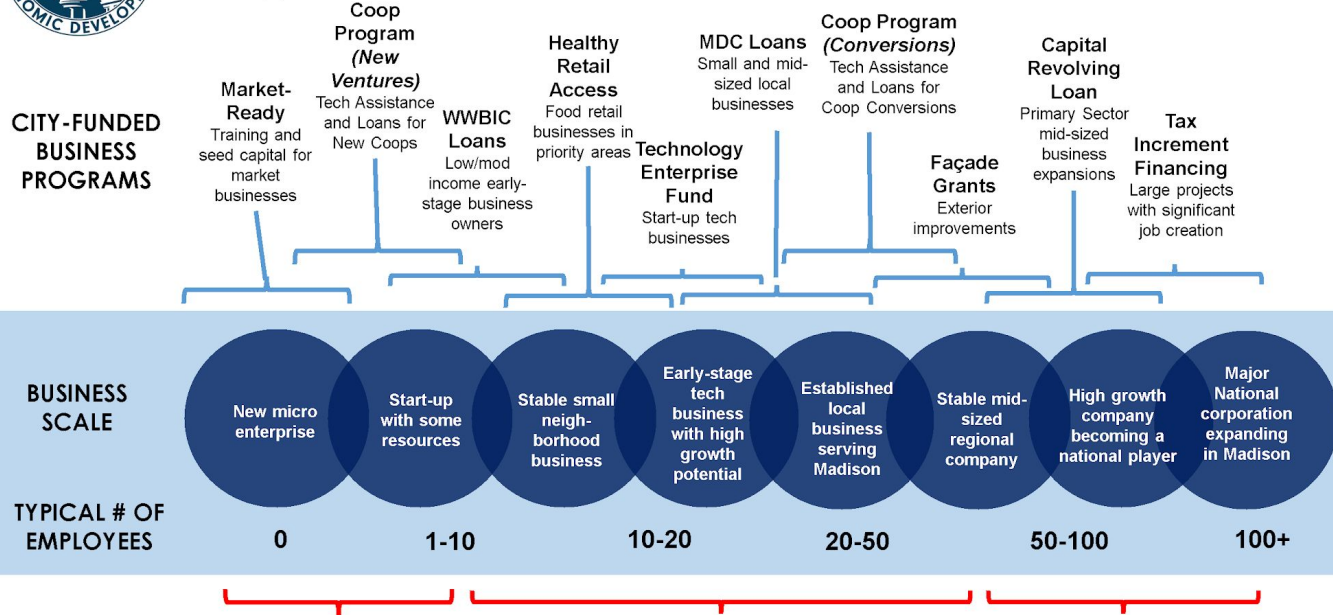 OMIC DEVELOP
CITY-FUNDED
BUSINESS
PROGRAMS
Market-
Ready
Training and
seed capital for
market
businesses
Coop
Program
(New
Ventures)
Tech Assistance
and Loans for
New Coops
WWBIC
Loans
Low/mod
income early-
stage business
owners
Healthy
Retail
Access
Food retail
businesses in
priority areas
Technology
Enterprise
Fund
Start-up tech
businesses
MDC Loans
Small and mid-
sized local
businesses
Coop Program
(Conversions)
Tech Assistance
and Loans for
Coop Conversions
Façade
Grants
Exterior
improvements
Capital
Revolving
Loan
Primary Sector
mid-sized
business
expansions
Tax
Increment
Financing
Large projects
with significant
job creation
BUSINESS
SCALE
New micro
enterprise
Start-up
with some
resources
Stable small
neigh-
borhood
business
Early-stage
tech
business
with high
growth
potential
Established
local
business
serving
Madison
Stable mid-
sized
regional
company
High growth
company
becoming a
national player
Major
National
corporation
expanding
in Madison
TYPICAL # OF
EMPLOYEES
0
1-10
10-20
20-50
50-100
100+